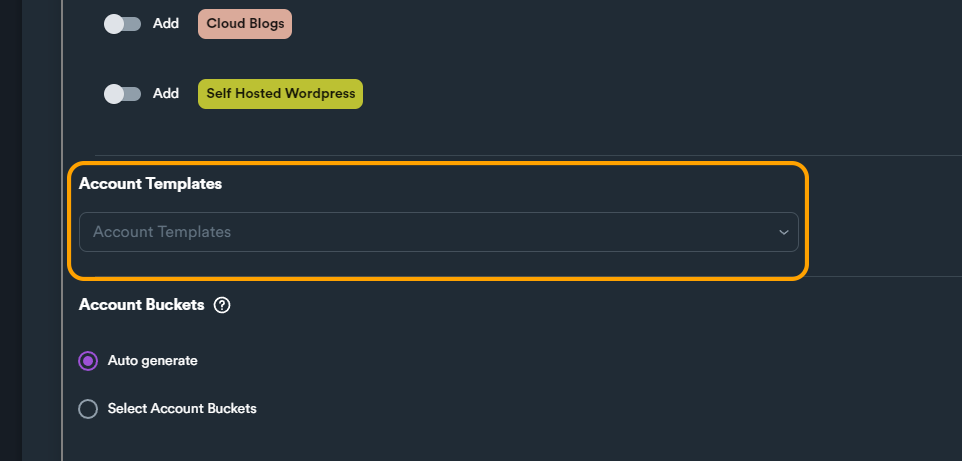 Add Cloud Blogs
Add Self Hosted Wordpress
Account Templates
Account Templates
Account Buckets ?
Auto generate
Select Account Buckets